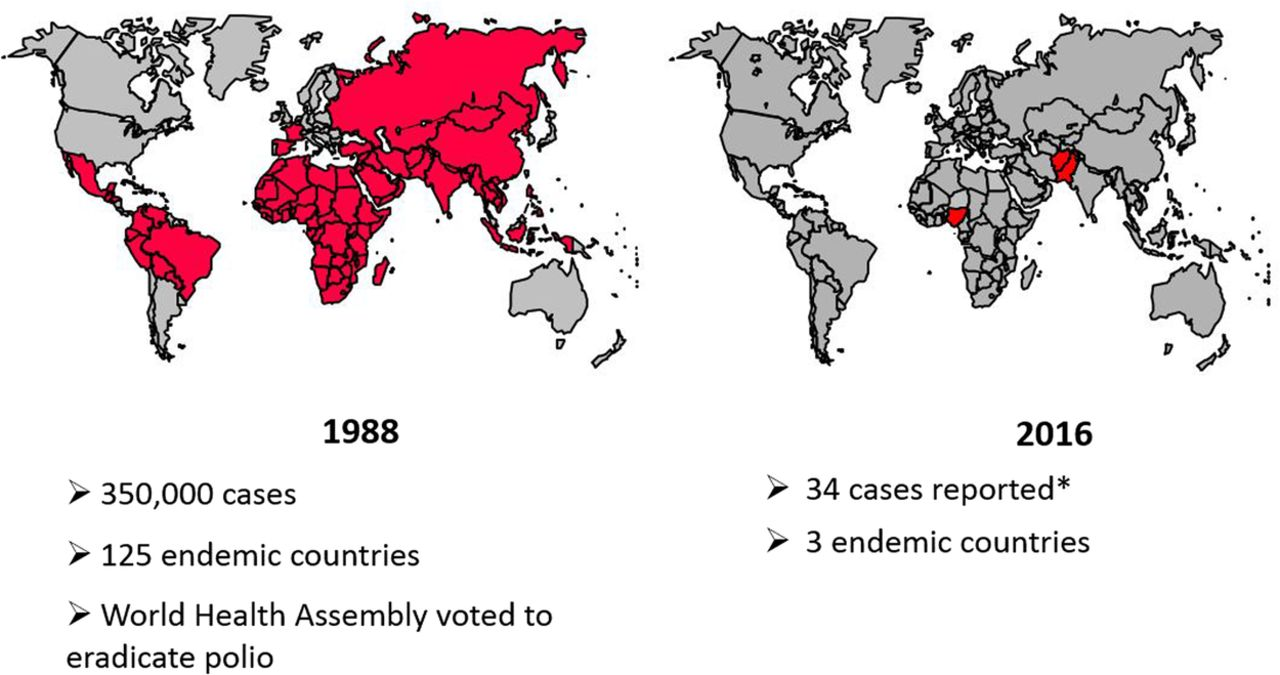 1988
➢ 350,000 cases
➢ 125 endemic countries
➢ World Health Assembly voted to
eradicate polio
2016
➢ 34 cases reported*
➢ 3 endemic countries